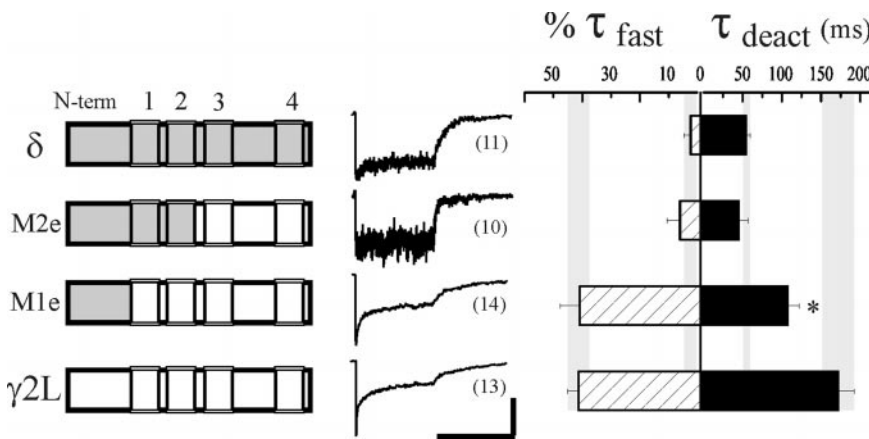 % τ fast τ deact (ms)
50 30 10 0 50 100 150 200
N-term 1 2 3 4
δ (11)
M2e (10)
M1e (14) *
γ2L (13)